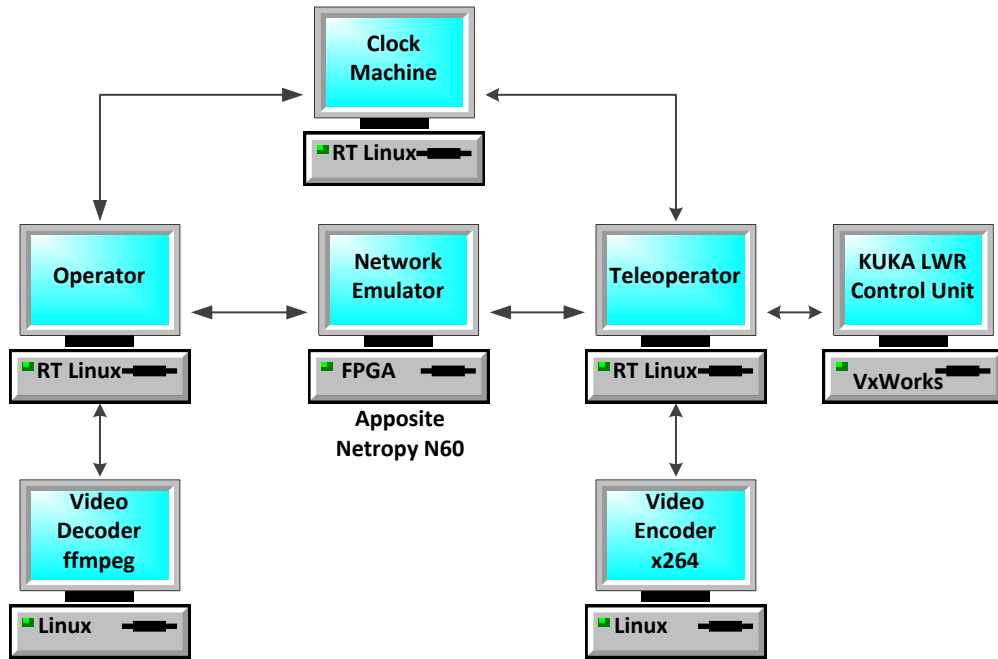 Clock
Machine
RT Linux
Operator
RT Linux
Network
Emulator
FPGA
Apposite
Netropy N60
Teleoperator
RT Linux
KUKA LWR
Control Unit
VxWorks
Video
Decoder
ffmpeg
Linux
Video
Encoder
x264
Linux